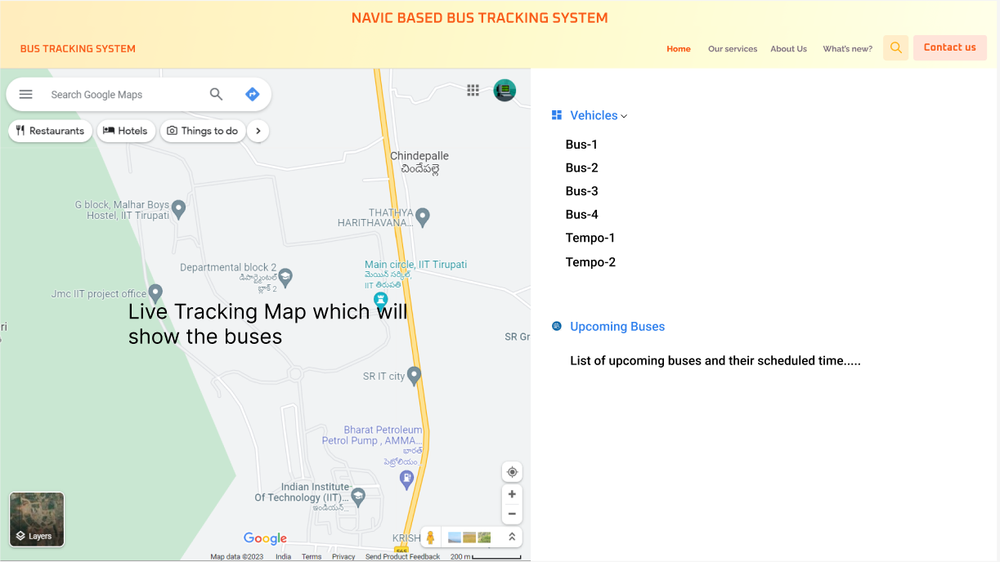 NAVIC BASED BUS TRACKING SYSTEM
BUS TRACKING SYSTEM
Home
Our services
About Us
What's new?
Contact us
Search Google Maps
Restaurants
Hotels
Things to do
Chindepalle
చిందేపల్లె
G block, Malhar Boys
Hostel, IIT Tirupati
THATHYA
HARITHAVANA...
Departmental block 2
డిపార్ట్మెంటల్
బ్లాక్ 2
Main circle, IIT Tirupati
మెయిన్ సర్కిల్,
IIT తిరుపతి
Jmc IIT project office
ri
Live Tracking Map which will
show the buses
SR Gr
SR IT city
Bharat Petroleum
Petrol Pump , AMMA...
భారత్
పెట్రోలియం
Indian Institute
Of Technology (IIT)...
ఇండియన్...
Layers
Google
KRISH
565
Map data ©2023
India
Terms
Privacy
Send Product Feedback
200 m
Vehicles
Bus-1
Bus-2
Bus-3
Bus-4
Tempo-1
Tempo-2
Upcoming Buses
List of upcoming buses and their scheduled time.....